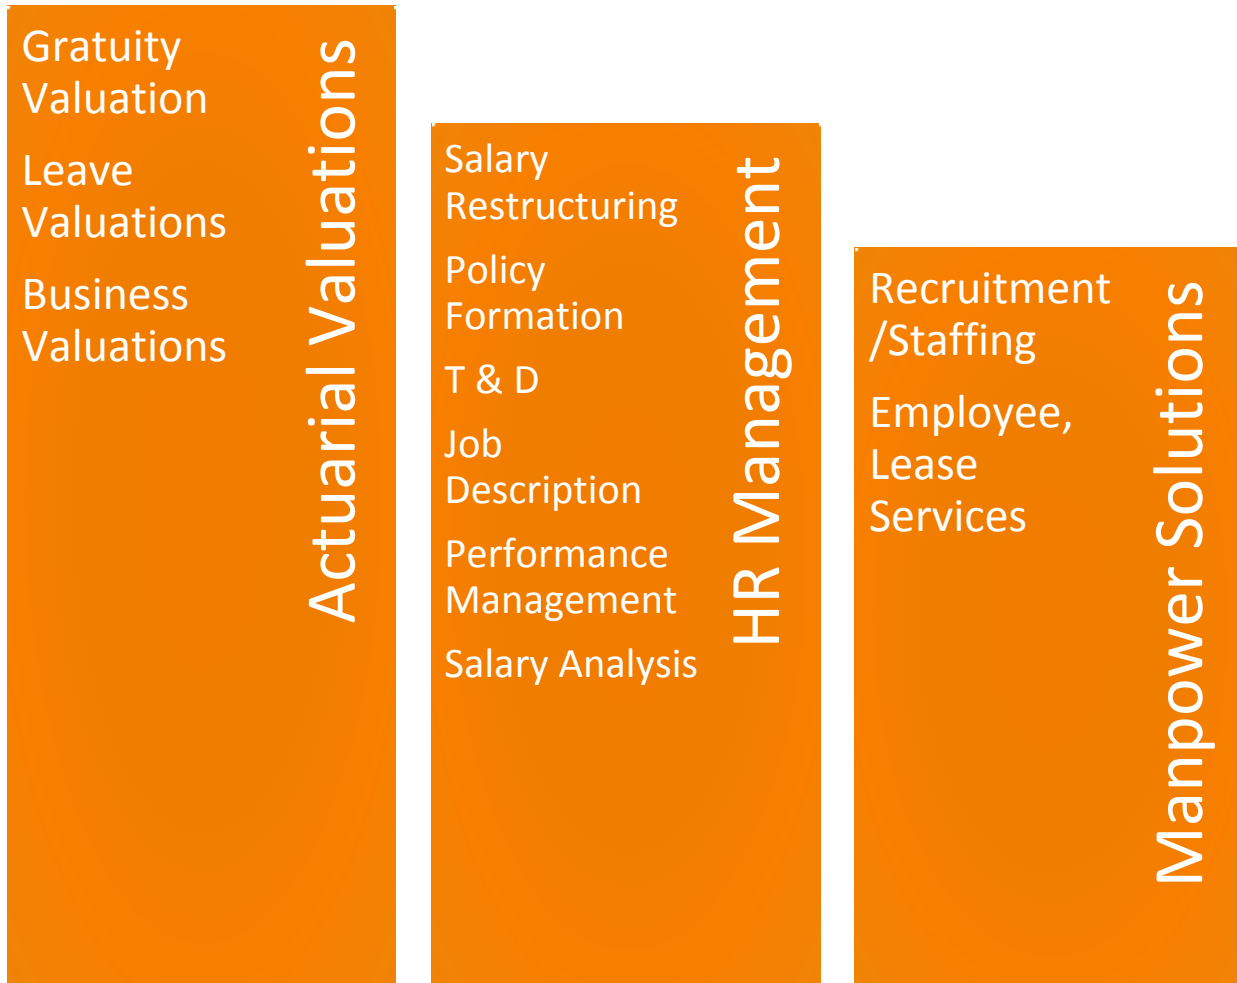 Gratuity
Valuation
Leave
Valuations
Business
Valuations
Actuarial Valuations
Salary
Restructuring
Policy
Formation
T & D
Job
Description
Performance
Management
Salary Analysis
HR Management
Recruitment
/Staffing
Employee,
Lease
Services
Manpower Solutions